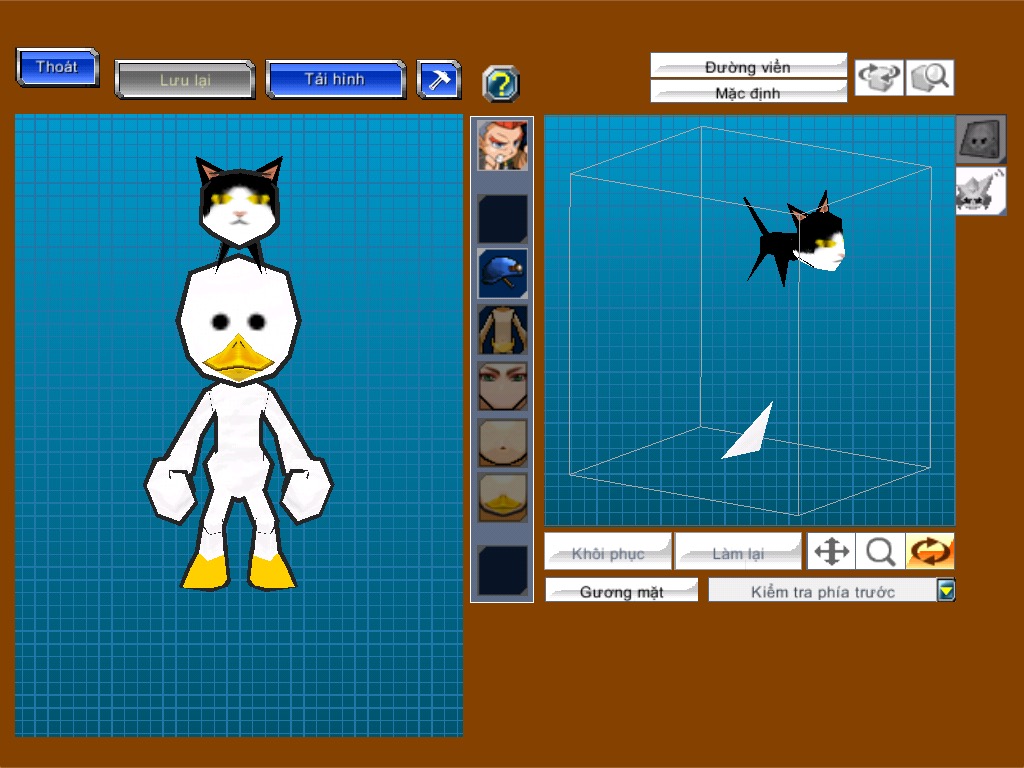 Thoát
Lưu lại
Tải hình
?
Đường viền
Mặc định
Khôi phục
Làm lại
Gương mặt
Kiểm tra phía trước